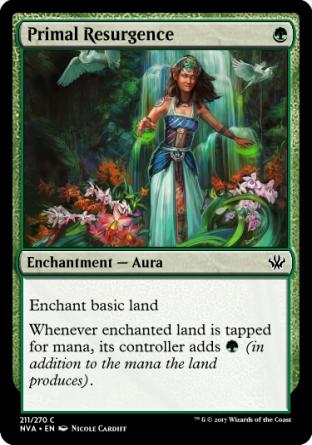 Primal Resurgence
Enchantment — Aura
Enchant basic land
Whenever enchanted land is tapped
for mana, its controller adds (in
addition to the mana the land
produces).
211/270 C
NVA • EN NICOLE CARDIFF
™ & © 2017 Wizards of the Coast